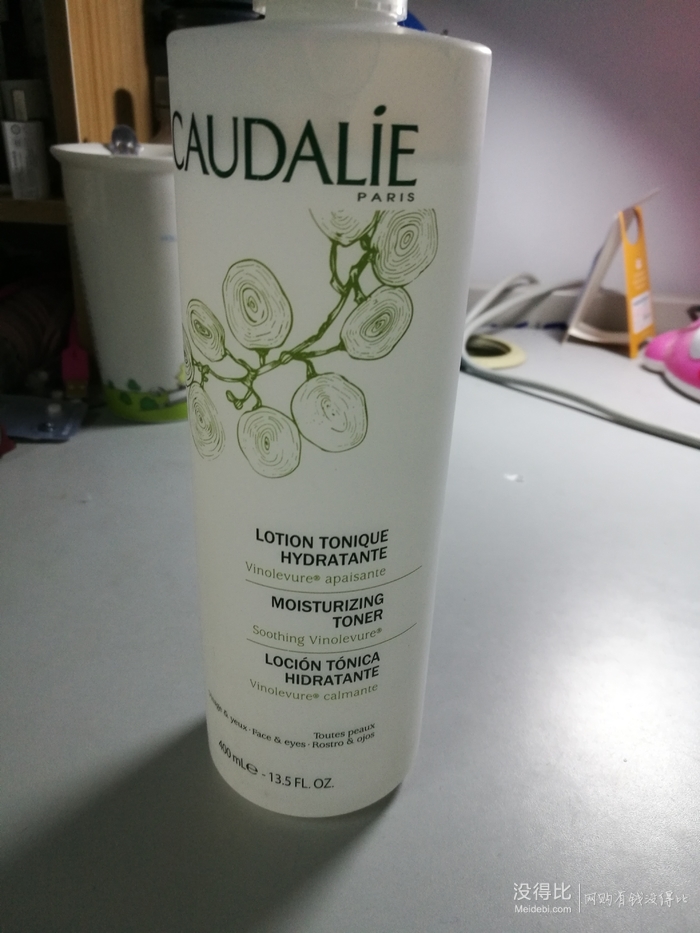 CAUDALÍE
PARIS
LOTION TONIQUE
HYDRATANTE
Vinolevure® apaisante
MOISTURIZING
TONER
Soothing Vinolevure®
LOCIÓN TÓNICA
HIDRATANTE
Vinolevure® calmante
Toutes peaux
& yeux · Face & eyes · Rostro & ojos
400 mL ℮ - 13.5 FL. OZ.
没得比 网购有钱没得比
Meidebi.com